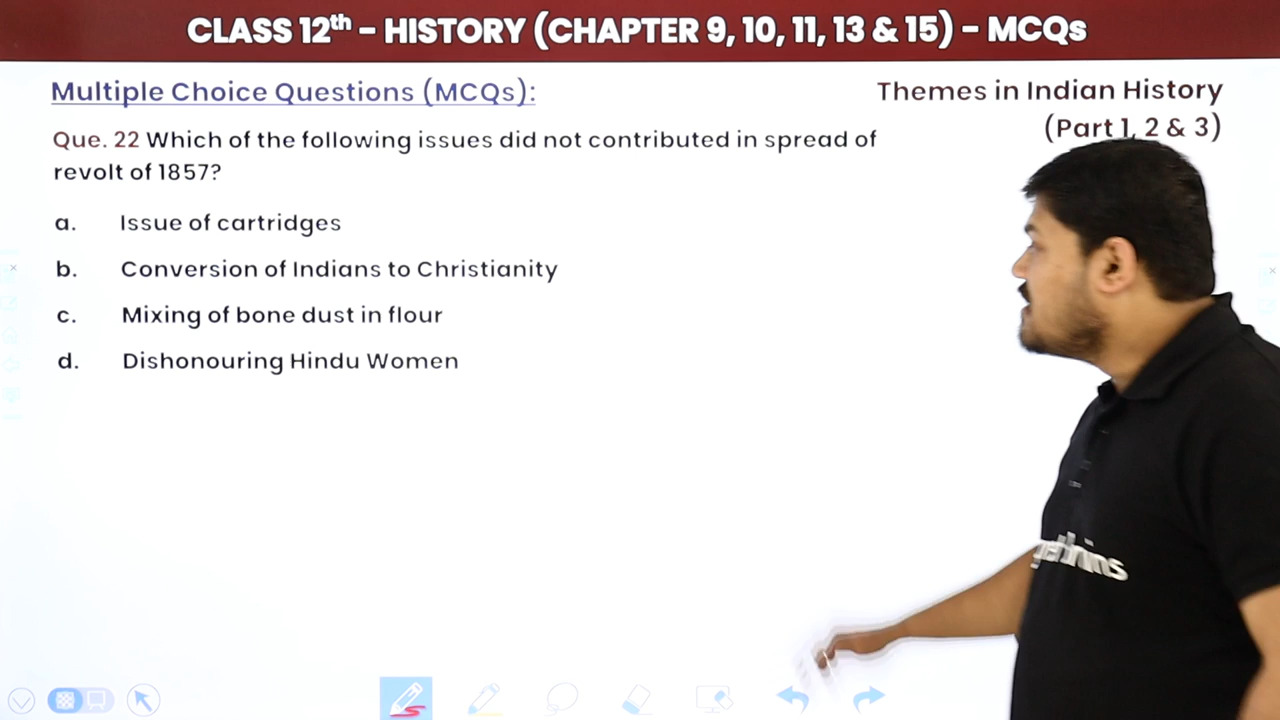 CLASS 12th - HISTORY (CHAPTER 9, 10, 11, 13 & 15) - MCQs
Multiple Choice Questions (MCQs):
Themes in Indian History
(Part 1, 2 & 3)
Que. 22 Which of the following issues did not contributed in spread of
revolt of 1857?
a. Issue of cartridges
b. Conversion of Indians to Christianity
c. Mixing of bone dust in flour
d. Dishonouring Hindu Women